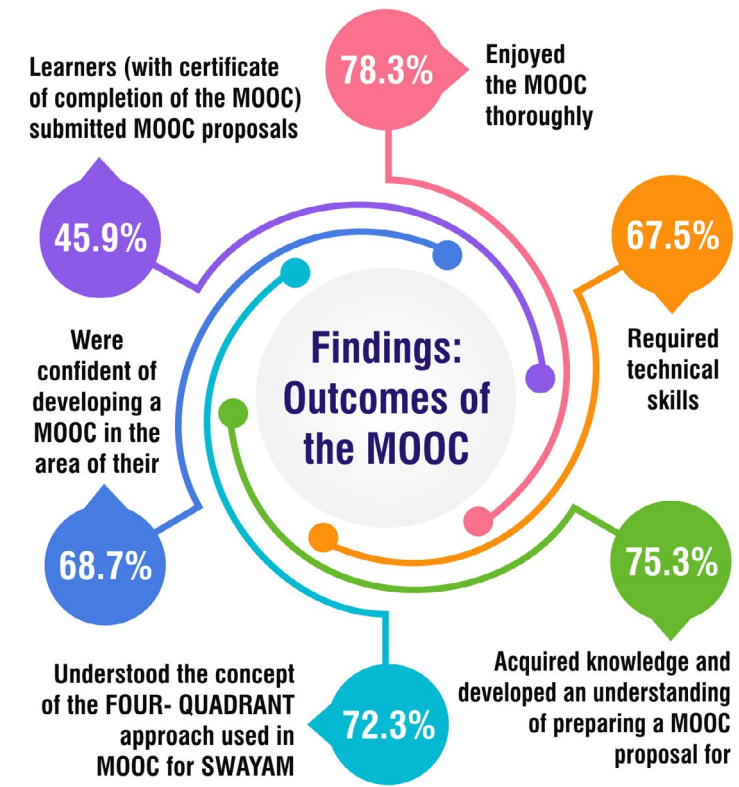 78.3%
Enjoyed
the MOOC
thoroughly
67.5%
Required
technical
skills
75.3%
Acquired knowledge and
developed an understanding
of preparing a MOOC
proposal for
72.3%
Understood the concept
of the FOUR- QUADRANT
approach used in
MOOC for SWAYAM
68.7%
Were
confident of
developing a
MOOC in the
area of their
45.9%
Learners (with certificate
of completion of the MOOC)
submitted MOOC proposals
Findings:
Outcomes of
the MOOC